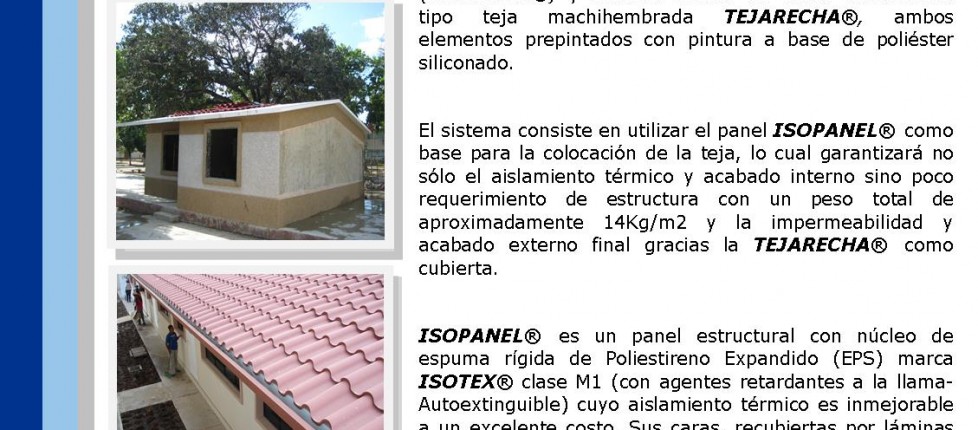 tipo teja machihembrada TEJARECHA®, ambos
elementos prepintados con pintura a base de poliéster
siliconado.
El sistema consiste en utilizar el panel ISOPANEL® como
base para la colocación de la teja, lo cual garantizará no
sólo el aislamiento térmico y acabado interno sino poco
requerimiento de estructura con un peso total de
aproximadamente 14Kg/m2 y la impermeabilidad y
acabado externo final gracias la TEJARECHA® como
cubierta.
ISOPANEL® es un panel estructural con núcleo de
espuma rígida de Poliestireno Expandido (EPS) marca
ISOTEX® clase M1 (con agentes retardantes a la llama-
Autoextinguible) cuyo aislamiento térmico es inmejorable
a un excelente costo. Sus caras, recubiertas por láminas